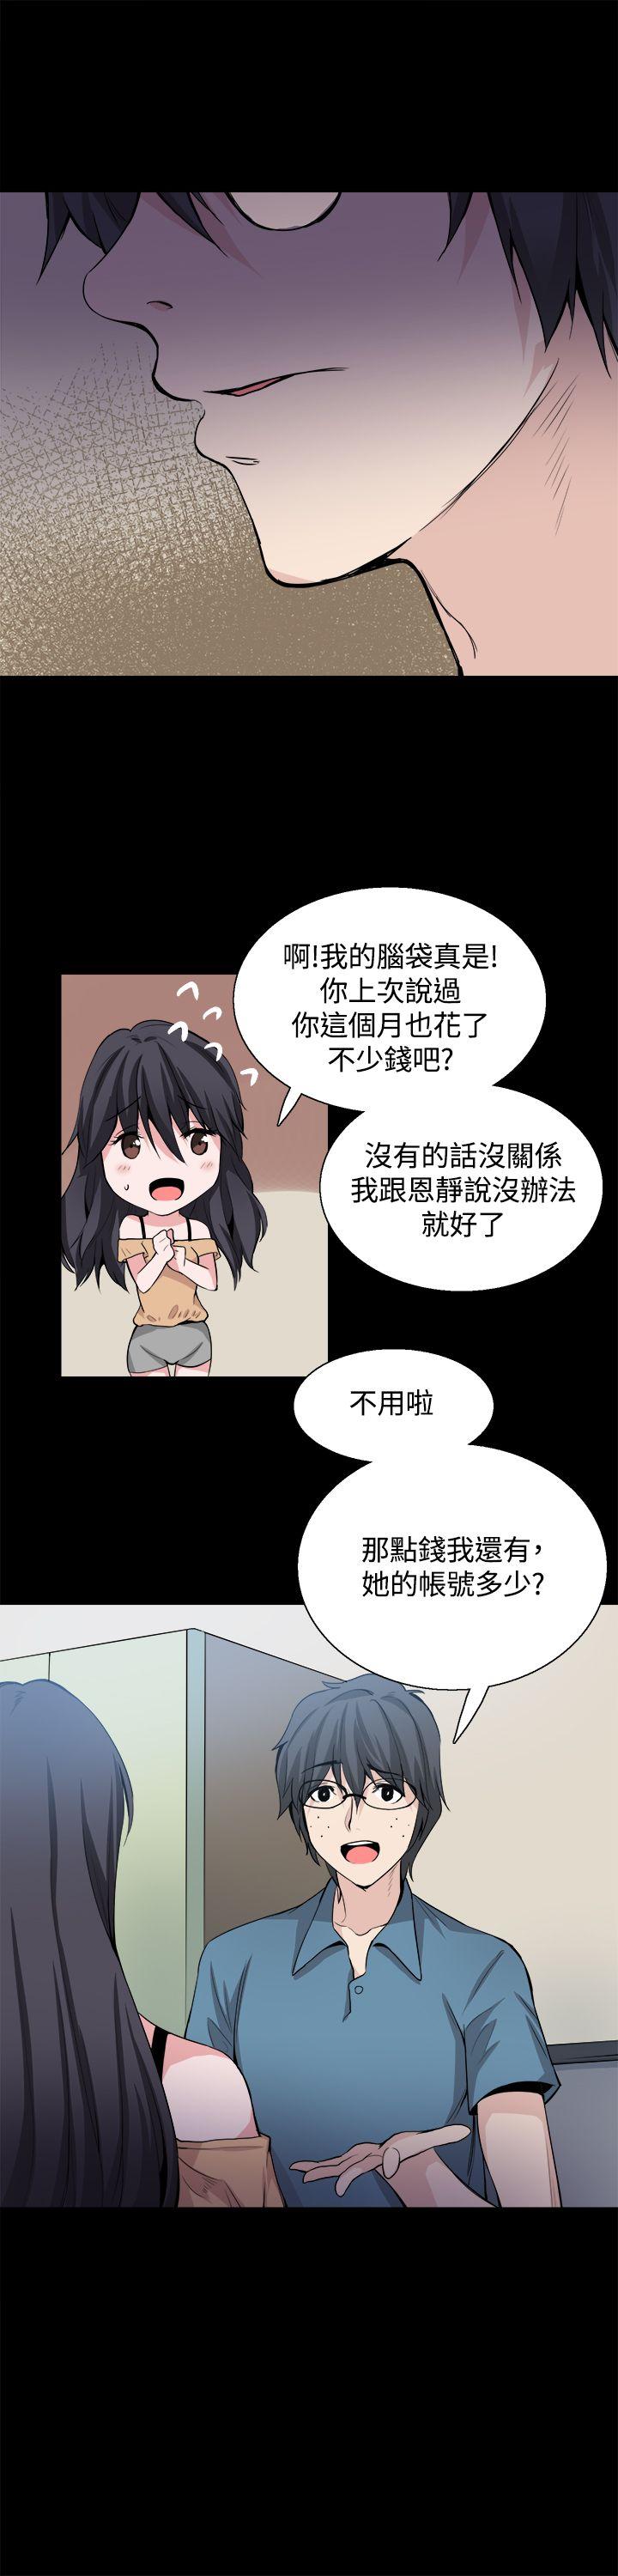 啊!我的腦袋真是!
你上次說過
你這個月也花了
不少錢吧?
沒有的話沒關係
我跟恩靜說沒辦法
就好了
不用啦
那點錢我還有,
她的帳號多少?